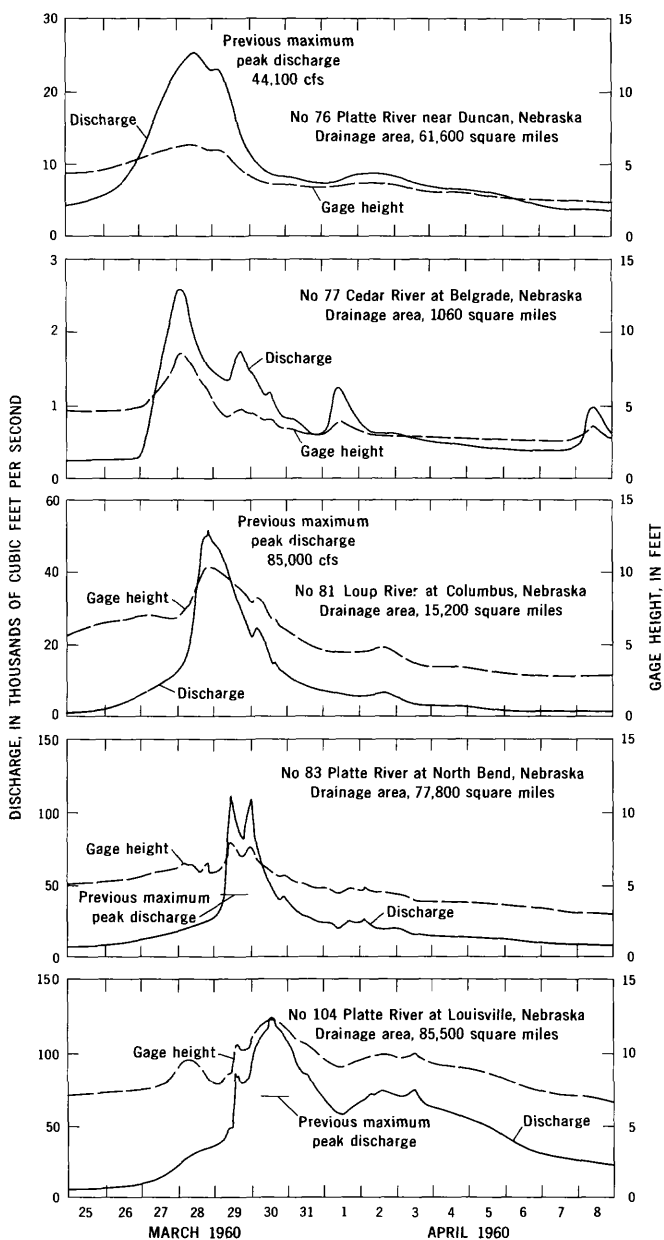 DISCHARGE, IN THOUSANDS OF CUBIC FEET PER SECOND
GAGE HEIGHT, IN FEET
30
20
10
0
15
10
5
0
Previous maximum
peak discharge
44,100 cfs
Discharge
No 76 Platte River near Duncan, Nebraska
Drainage area, 61,600 square miles
Gage height
3
2
1
0
15
10
5
0
No 77 Cedar River at Belgrade, Nebraska
Drainage area, 1060 square miles
Discharge
Gage height
60
40
20
0
15
10
5
0
Previous maximum
peak discharge
85,000 cfs
Gage height
No 81 Loup River at Columbus, Nebraska
Drainage area, 15,200 square miles
Discharge
150
100
50
0
15
10
5
0
No 83 Platte River at North Bend, Nebraska
Drainage area, 77,800 square miles
Gage height
Previous maximum
peak discharge
Discharge
150
100
50
0
15
10
5
0
No 104 Platte River at Louisville, Nebraska
Drainage area, 85,500 square miles
Gage height
Previous maximum
peak discharge
Discharge
25 26 27 28 29 30 31 1 2 3 4 5 6 7 8
MARCH 1960 APRIL 1960